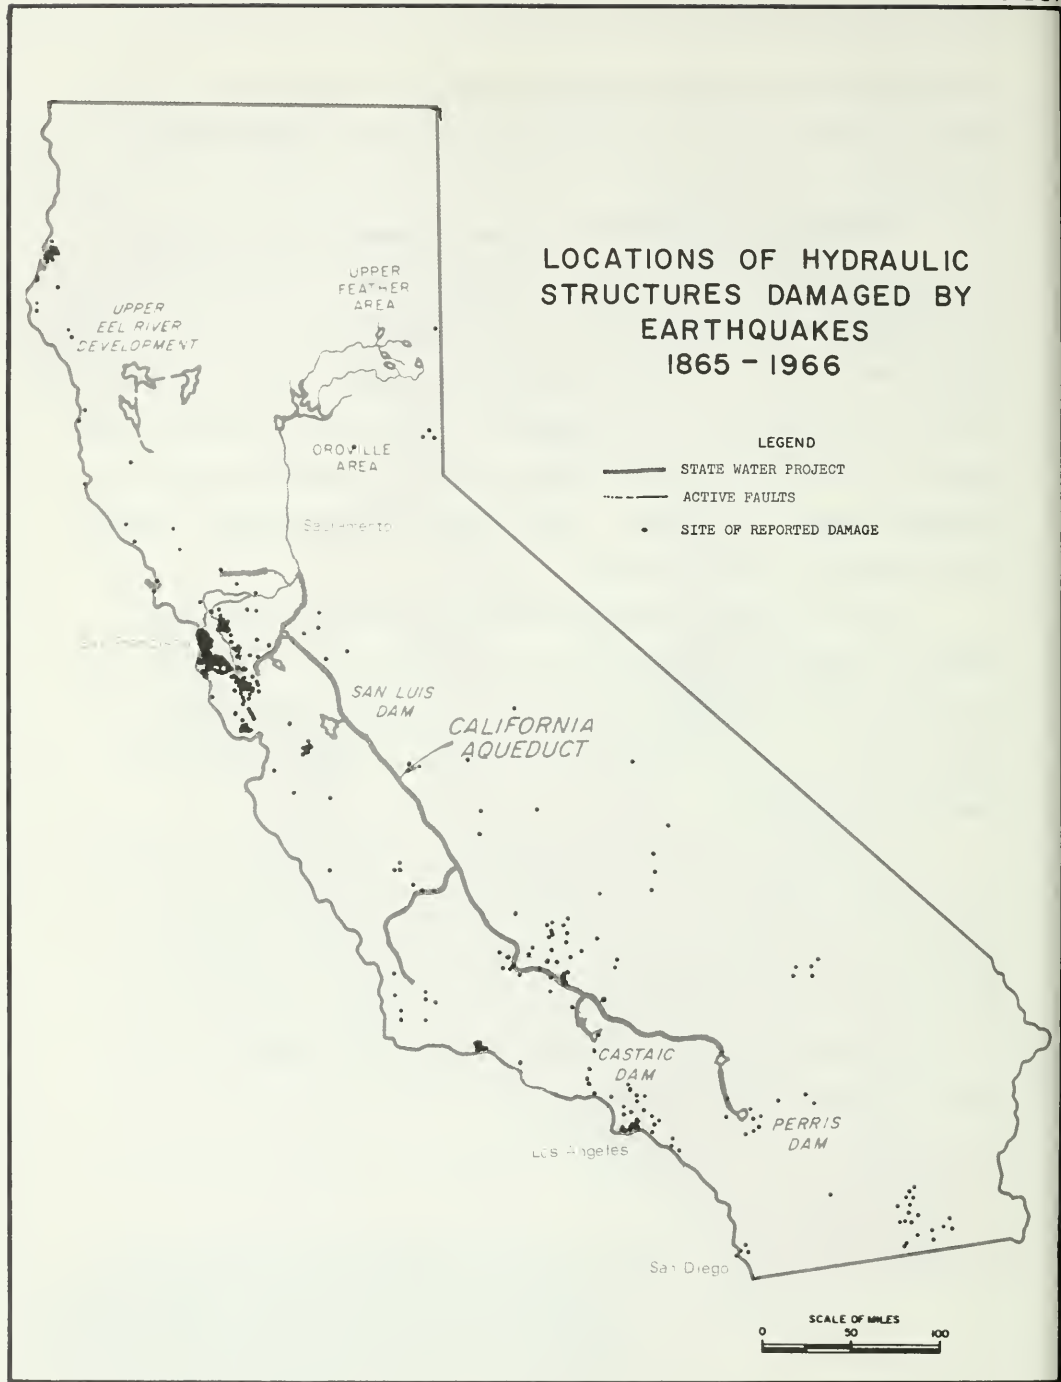 LOCATIONS OF HYDRAULIC
STRUCTURES DAMAGED BY
EARTHQUAKES
1865 - 1966
LEGEND
STATE WATER PROJECT
ACTIVE FAULTS
SITE OF REPORTED DAMAGE
UPPER
FEATHER
AREA
UPPER
EEL RIVER
DEVELOPMENT
OROVILLE
AREA
Sacramento
San Francisco
SAN LUIS
DAM
CALIFORNIA
AQUEDUCT
CASTAIC
DAM
PERRIS
DAM
Los Angeles
San Diego
SCALE OF MILES
0 50 100